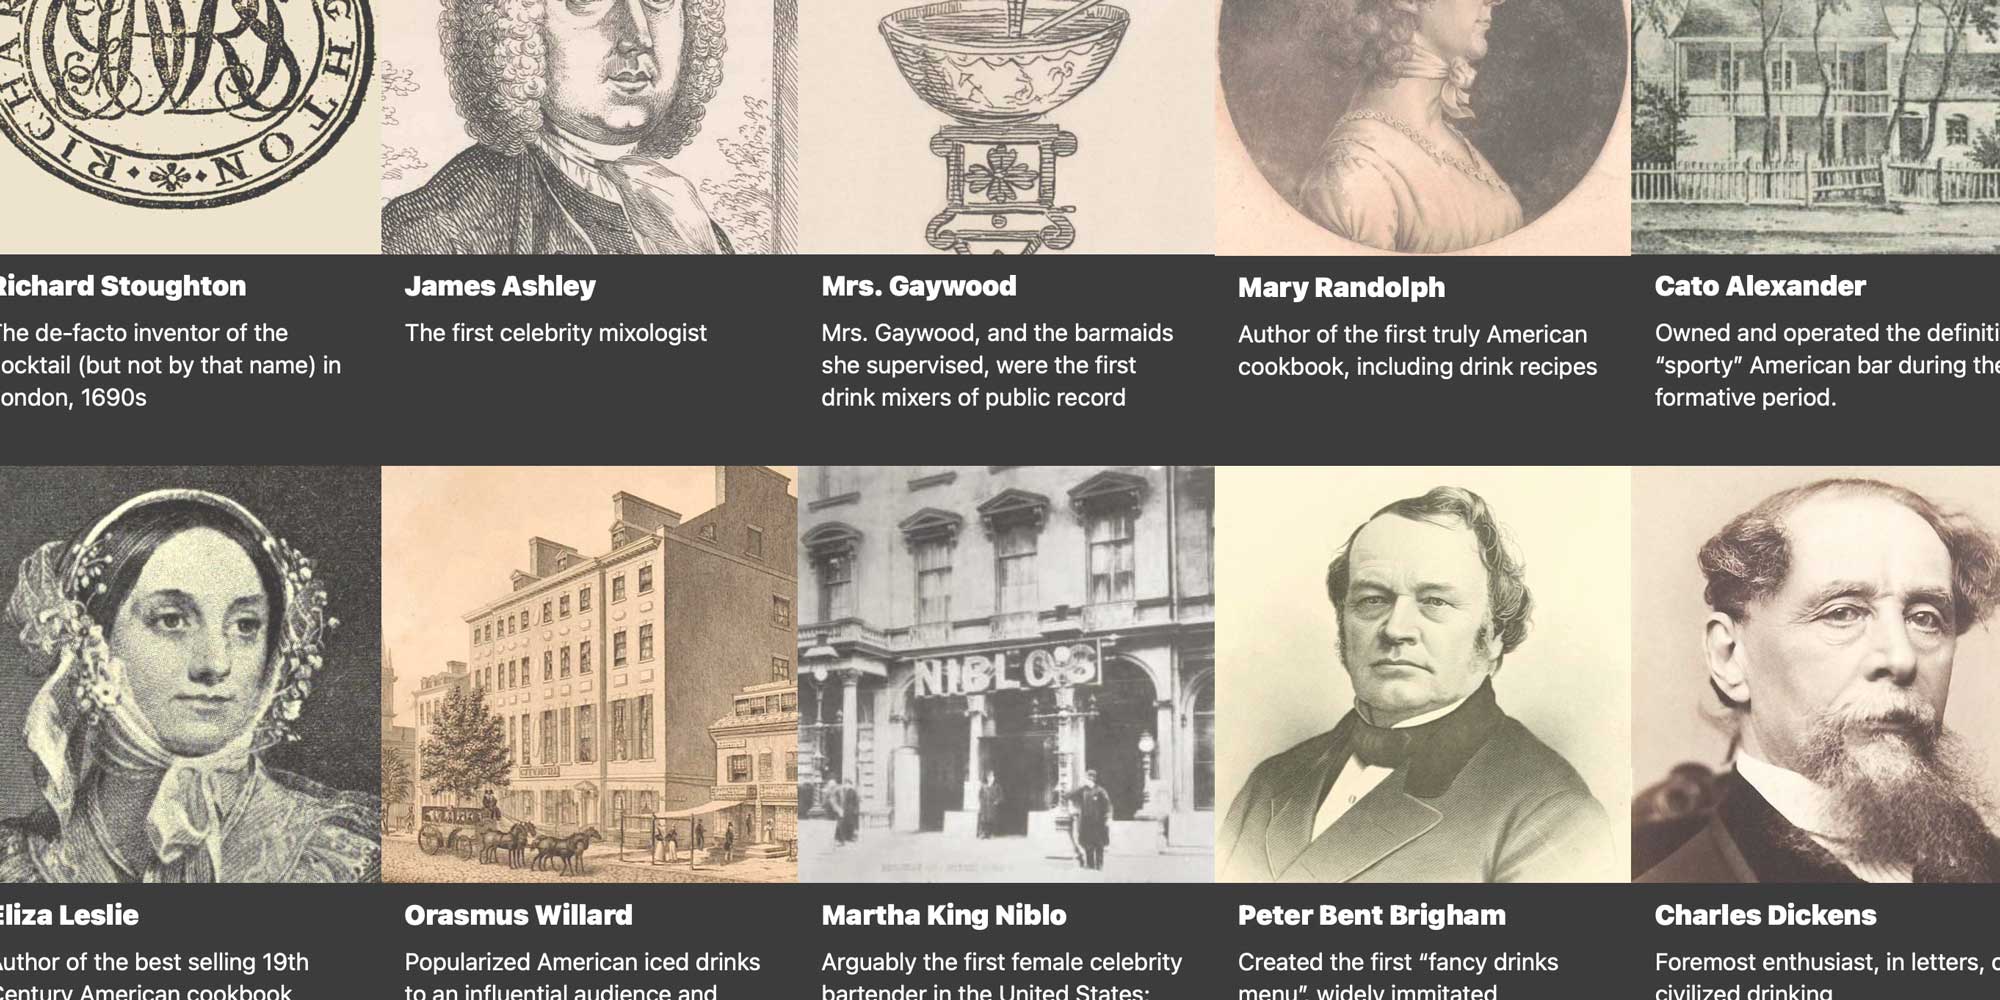 RICHA
GHTON
Richard Stoughton
The de-facto inventor of the
cocktail (but not by that name) in
London, 1690s
James Ashley
The first celebrity mixologist
Mrs. Gaywood
Mrs. Gaywood, and the barmaids
she supervised, were the first
drink mixers of public record
Mary Randolph
Author of the first truly American
cookbook, including drink recipes
Cato Alexander
Owned and operated the definiti
“sporty” American bar during the
formative period.
CITY HOTEL
NIBLO'S
Eliza Leslie
Author of the best selling 19th
Century American cookbook
Orasmus Willard
Popularized American iced drinks
to an influential audience and
Martha King Niblo
Arguably the first female celebrity
bartender in the United States;
Peter Bent Brigham
Created the first “fancy drinks
menu”, widely immitated
Charles Dickens
Foremost enthusiast, in letters, o
civilized drinking